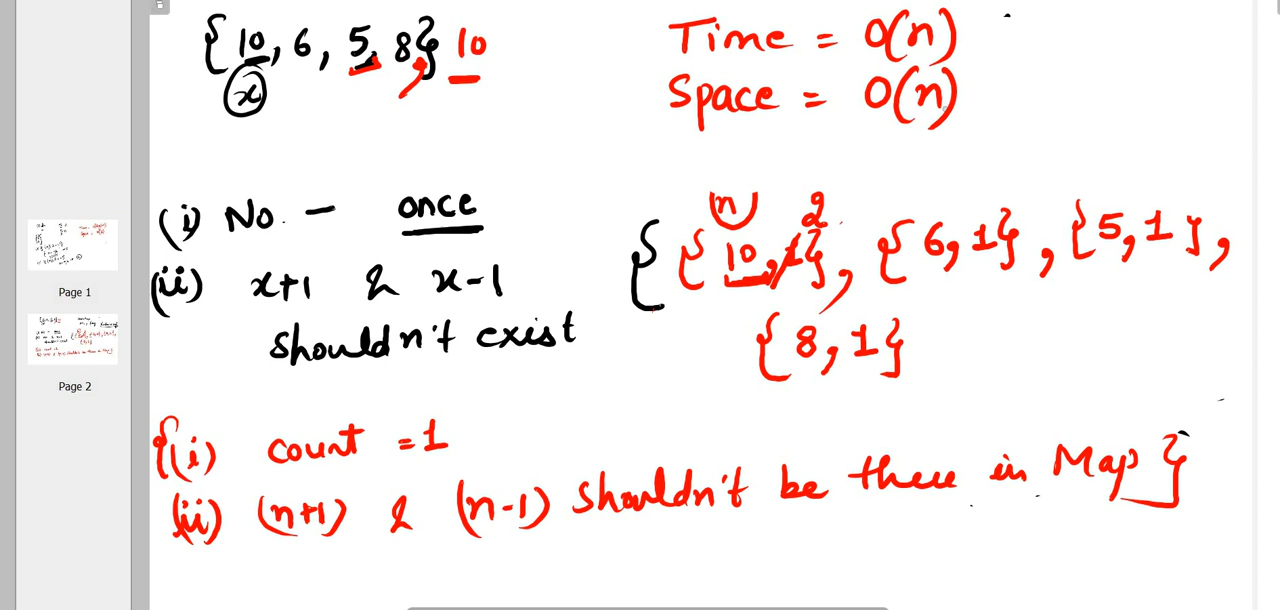 {10, 6, 5, 8} 10
x
Time = O(n)
Space = O(n)
(i) No. - once
(ii) x+1 & x-1
shouldn't exist
n 2
{ {10, 1}, {6, 1}, {5, 1},
{8, 1}
{(i) count = 1
(ii) (n+1) & (n-1) shouldn't be there in Map}
Page 1
Page 2